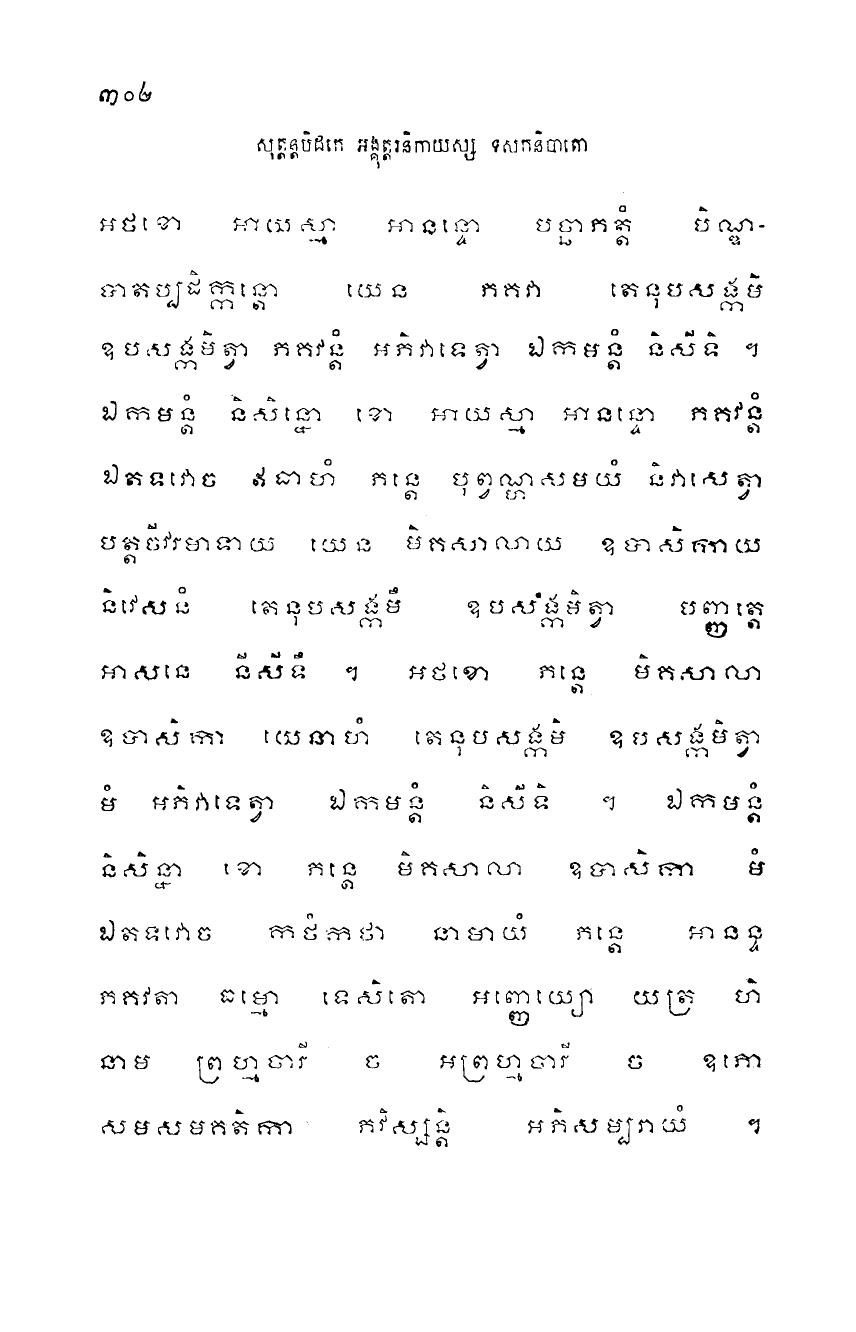 ៣០៤
សុត្តន្តបិដកេ អង្គុត្តរនិកាយស្ស ទសកនិបាតោ
អថខោ អាយស្មា អានន្ទោ បច្ឆាភត្តំ បិណ្ឌ-
បាតប្បដិក្កន្តោ យេន ភគវា តេនុបសង្កមិ
ឧបសង្កមិត្វា ភគវន្តំ អភិវាទេត្វា ឯកមន្តំ និសីទិ ។
ឯកមន្តំ និសិន្នោ ខោ អាយស្មា អានន្ទោ ភគវន្តំ
ឯតទវោច ឥធាហំ ភន្តេ បុព្វណ្ហសមយំ និវាសេត្វា
បត្តចីវរមាទាយ យេន មិគសាលាយ ឧបាសិកាយ
និវេសនំ តេនុបសង្កមឹ ឧបសំង្កមិត្វា បញ្ញត្តេ
អាសនេ និសីទឹ ។ អថខោ ភន្តេ មិគសាលា
ឧបាសិកា យេនាហំ តេនុបសង្កមិ ឧបសង្កមិត្វា
មំ អភិវាទេត្វា ឯកមន្តំ និសីទិ ។ ឯកមន្តំ
និសិន្នា ខោ ភន្តេ មិគសាលា ឧបាសិកា មំ
ឯតទវោច កថំកថា នាមាយំ ភន្តេ អានន្ទ
ភគវតា ធម្មោ ទេសិតោ អញ្ញេយ្យោ យត្រ ហិ
នាម ព្រហ្មចារី ច អព្រហ្មចារី ច ឧភោ
សមសមគតិកា ភវិស្សន្តិ អភិសម្បរាយំ ។